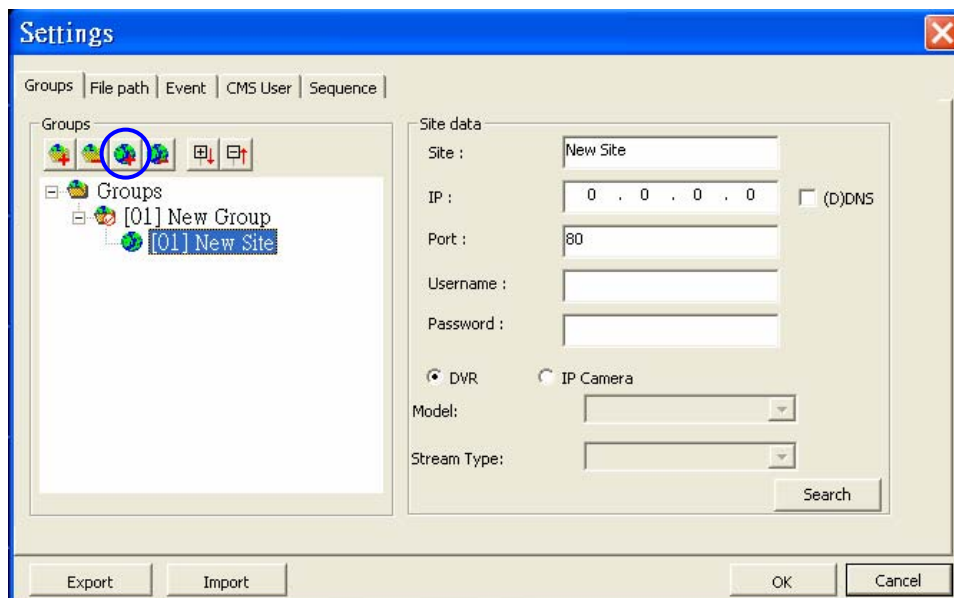 Settings
Groups File path Event CMS User Sequence
Groups
Groups
[01] New Group
[01] New Site
Site data
Site : New Site
IP : 0 . 0 . 0 . 0 (D)DNS
Port : 80
Username :
Password :
DVR IP Camera
Model:
Stream Type:
Search
Export Import OK Cancel